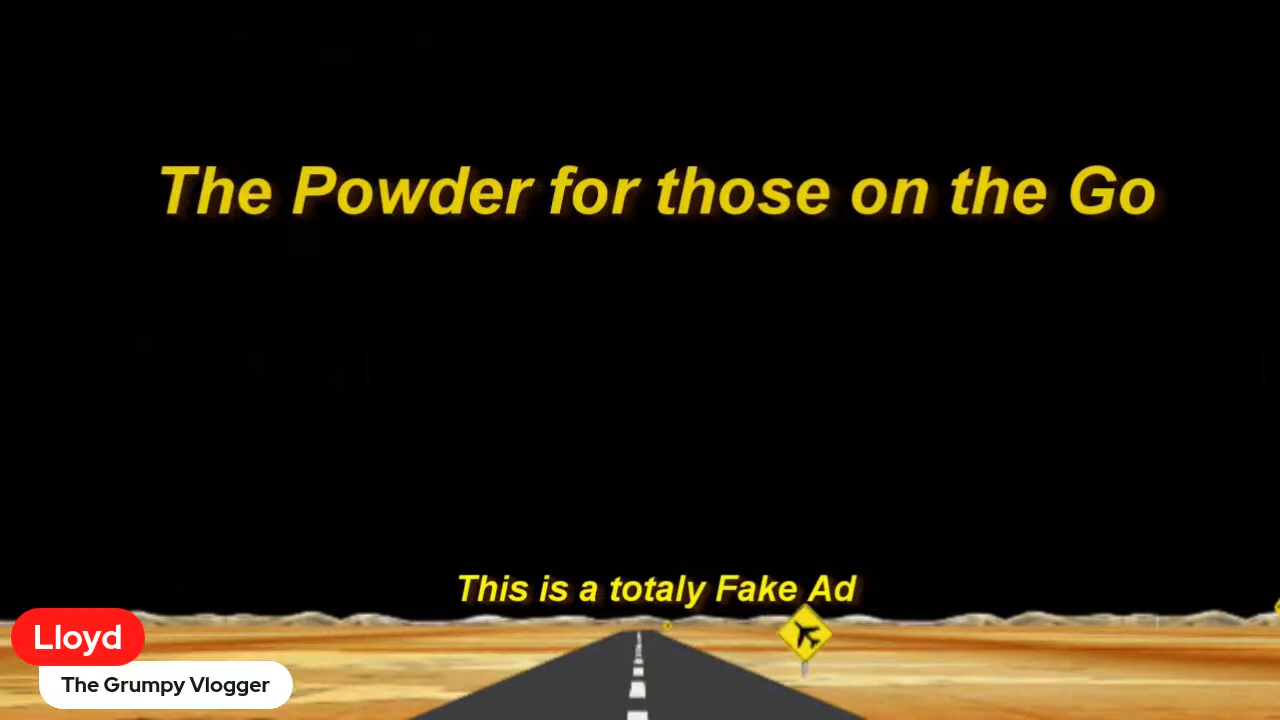 The Powder for those on the Go
This is a totaly Fake Ad
Lloyd
The Grumpy Vlogger